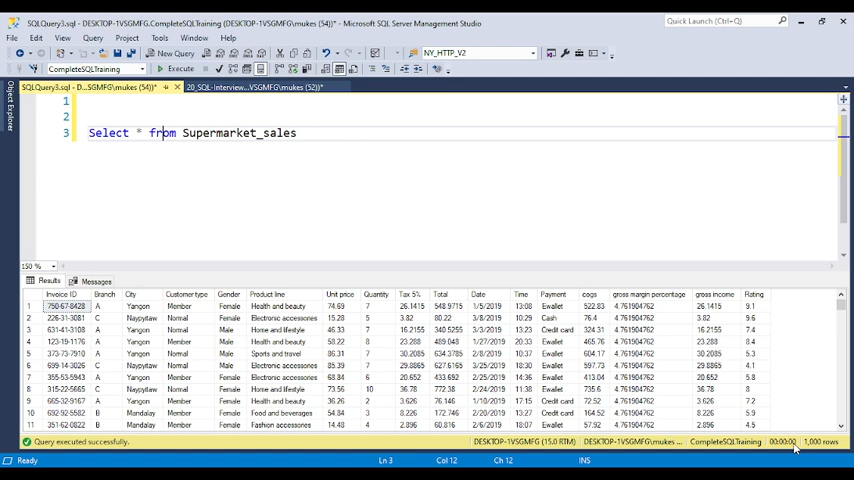 SQLQuery3.sql - DESKTOP-1VSGMFG.CompleteSQLTraining (DESKTOP-1VSGMFG\mukes (54))* - Microsoft SQL Server Management Studio
Quick Launch (Ctrl+Q)
File Edit View Query Project Tools Window Help
New Query
NY_HTTP_V2
CompleteSQLTraining
Execute
Object Explorer
SQLQuery3.sql - D...SGMFG\mukes (54))*
20_SQL-Interview...VSGMFG\mukes (52))*
1
2
3 Select * from Supermarket_sales
150 %
Results Messages
Invoice ID Branch City Customer type Gender Product line Unit price Quantity Tax 5% Total Date Time Payment cogs gross margin percentage gross income Rating
1 750-67-8428 A Yangon Member Female Health and beauty 74.69 7 26.1415 548.9715 1/5/2019 13:08 Ewallet 522.83 4.761904762 26.1415 9.1
2 226-31-3081 C Naypyitaw Normal Female Electronic accessories 15.28 5 3.82 80.22 3/8/2019 10:29 Cash 76.4 4.761904762 3.82 9.6
3 631-41-3108 A Yangon Normal Male Home and lifestyle 46.33 7 16.2155 340.5255 3/3/2019 13:23 Credit card 324.31 4.761904762 16.2155 7.4
4 123-19-1176 A Yangon Member Male Health and beauty 58.22 8 23.288 489.048 1/27/2019 20:33 Ewallet 465.76 4.761904762 23.288 8.4
5 373-73-7910 A Yangon Normal Male Sports and travel 86.31 7 30.2085 634.3785 2/8/2019 10:37 Ewallet 604.17 4.761904762 30.2085 5.3
6 699-14-3026 C Naypyitaw Normal Male Electronic accessories 85.39 7 29.8865 627.6165 3/25/2019 18:30 Ewallet 597.73 4.761904762 29.8865 4.1
7 355-53-5943 A Yangon Member Female Electronic accessories 68.84 6 20.652 433.692 2/25/2019 14:36 Ewallet 413.04 4.761904762 20.652 5.8
8 315-22-5665 C Naypyitaw Normal Female Home and lifestyle 73.56 10 36.78 772.38 2/24/2019 11:38 Ewallet 735.6 4.761904762 36.78 8
9 665-32-9167 A Yangon Member Female Health and beauty 36.26 2 3.626 76.146 1/10/2019 17:15 Credit card 72.52 4.761904762 3.626 7.2
10 692-92-5582 B Mandalay Member Female Food and beverages 54.84 3 8.226 172.746 2/20/2019 13:27 Credit card 164.52 4.761904762 8.226 5.9
11 351-62-0822 B Mandalay Member Female Fashion accessories 14.48 4 2.896 60.816 2/6/2019 18:07 Ewallet 57.92 4.761904762 2.896 4.5
Query executed successfully. DESKTOP-1VSGMFG (15.0 RTM) DESKTOP-1VSGMFG\mukes ... CompleteSQLTraining 00:00:00 1,000 rows
Ready Ln 3 Col 12 Ch 12 INS